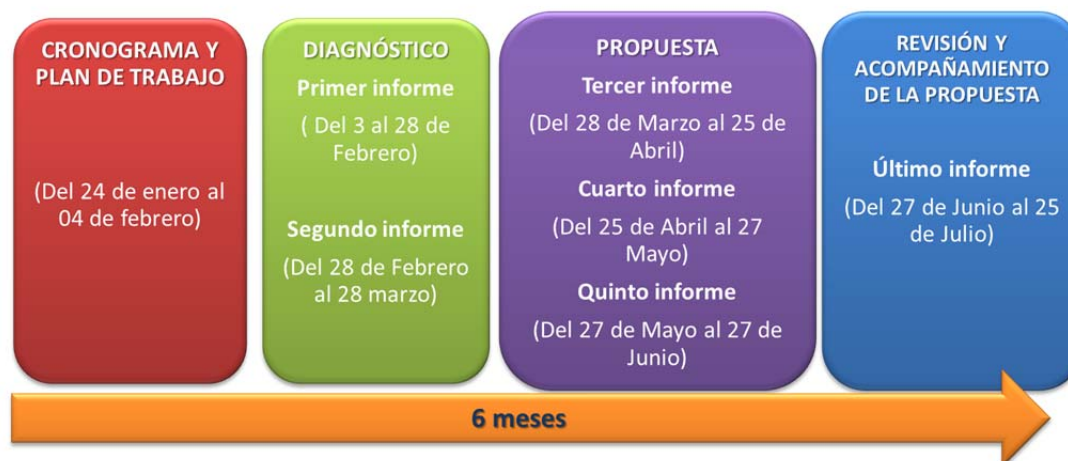 CRONOGRAMA Y
PLAN DE TRABAJO
(Del 24 de enero al
04 de febrero)
DIAGNÓSTICO
Primer informe
( Del 3 al 28 de
Febrero)
Segundo informe
(Del 28 de Febrero
al 28 marzo)
PROPUESTA
Tercer informe
(Del 28 de Marzo al 25 de
Abril)
Cuarto informe
(Del 25 de Abril al 27
Mayo)
Quinto informe
(Del 27 de Mayo al 27 de
Junio)
REVISIÓN Y
ACOMPAÑAMIENTO
DE LA PROPUESTA
Último informe
(Del 27 de Junio al 25
de Julio)
6 meses